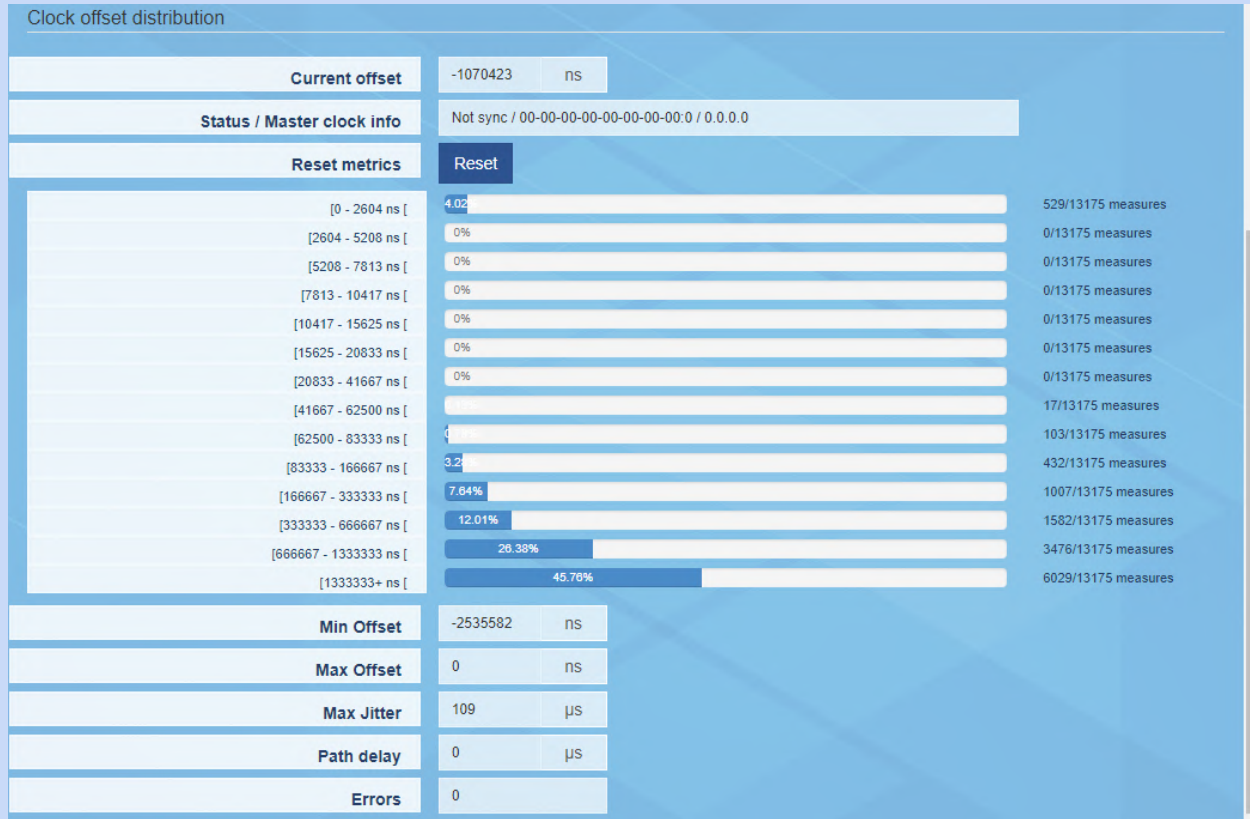 Clock offset distribution
Current offset -1070423 ns
Status / Master clock info Not sync / 00-00-00-00-00-00-00-00:0 / 0.0.0.0
Reset metrics Reset
[0 - 2604 ns [ 4.02 529/13175 measures
[2604 - 5208 ns [ 0% 0/13175 measures
[5208 - 7813 ns [ 0% 0/13175 measures
[7813 - 10417 ns [ 0% 0/13175 measures
[10417 - 15625 ns [ 0% 0/13175 measures
[15625 - 20833 ns [ 0% 0/13175 measures
[20833 - 41667 ns [ 0% 0/13175 measures
[41667 - 62500 ns [ 17/13175 measures
[62500 - 83333 ns [ 103/13175 measures
[83333 - 166667 ns [ 432/13175 measures
[166667 - 333333 ns [ 7.64% 1007/13175 measures
[333333 - 666667 ns [ 12.01% 1582/13175 measures
[666667 - 1333333 ns [ 26.38% 3476/13175 measures
[1333333+ ns [ 45.76% 6029/13175 measures
Min Offset -2535582 ns
Max Offset 0 ns
Max Jitter 109 µs
Path delay 0 µs
Errors 0